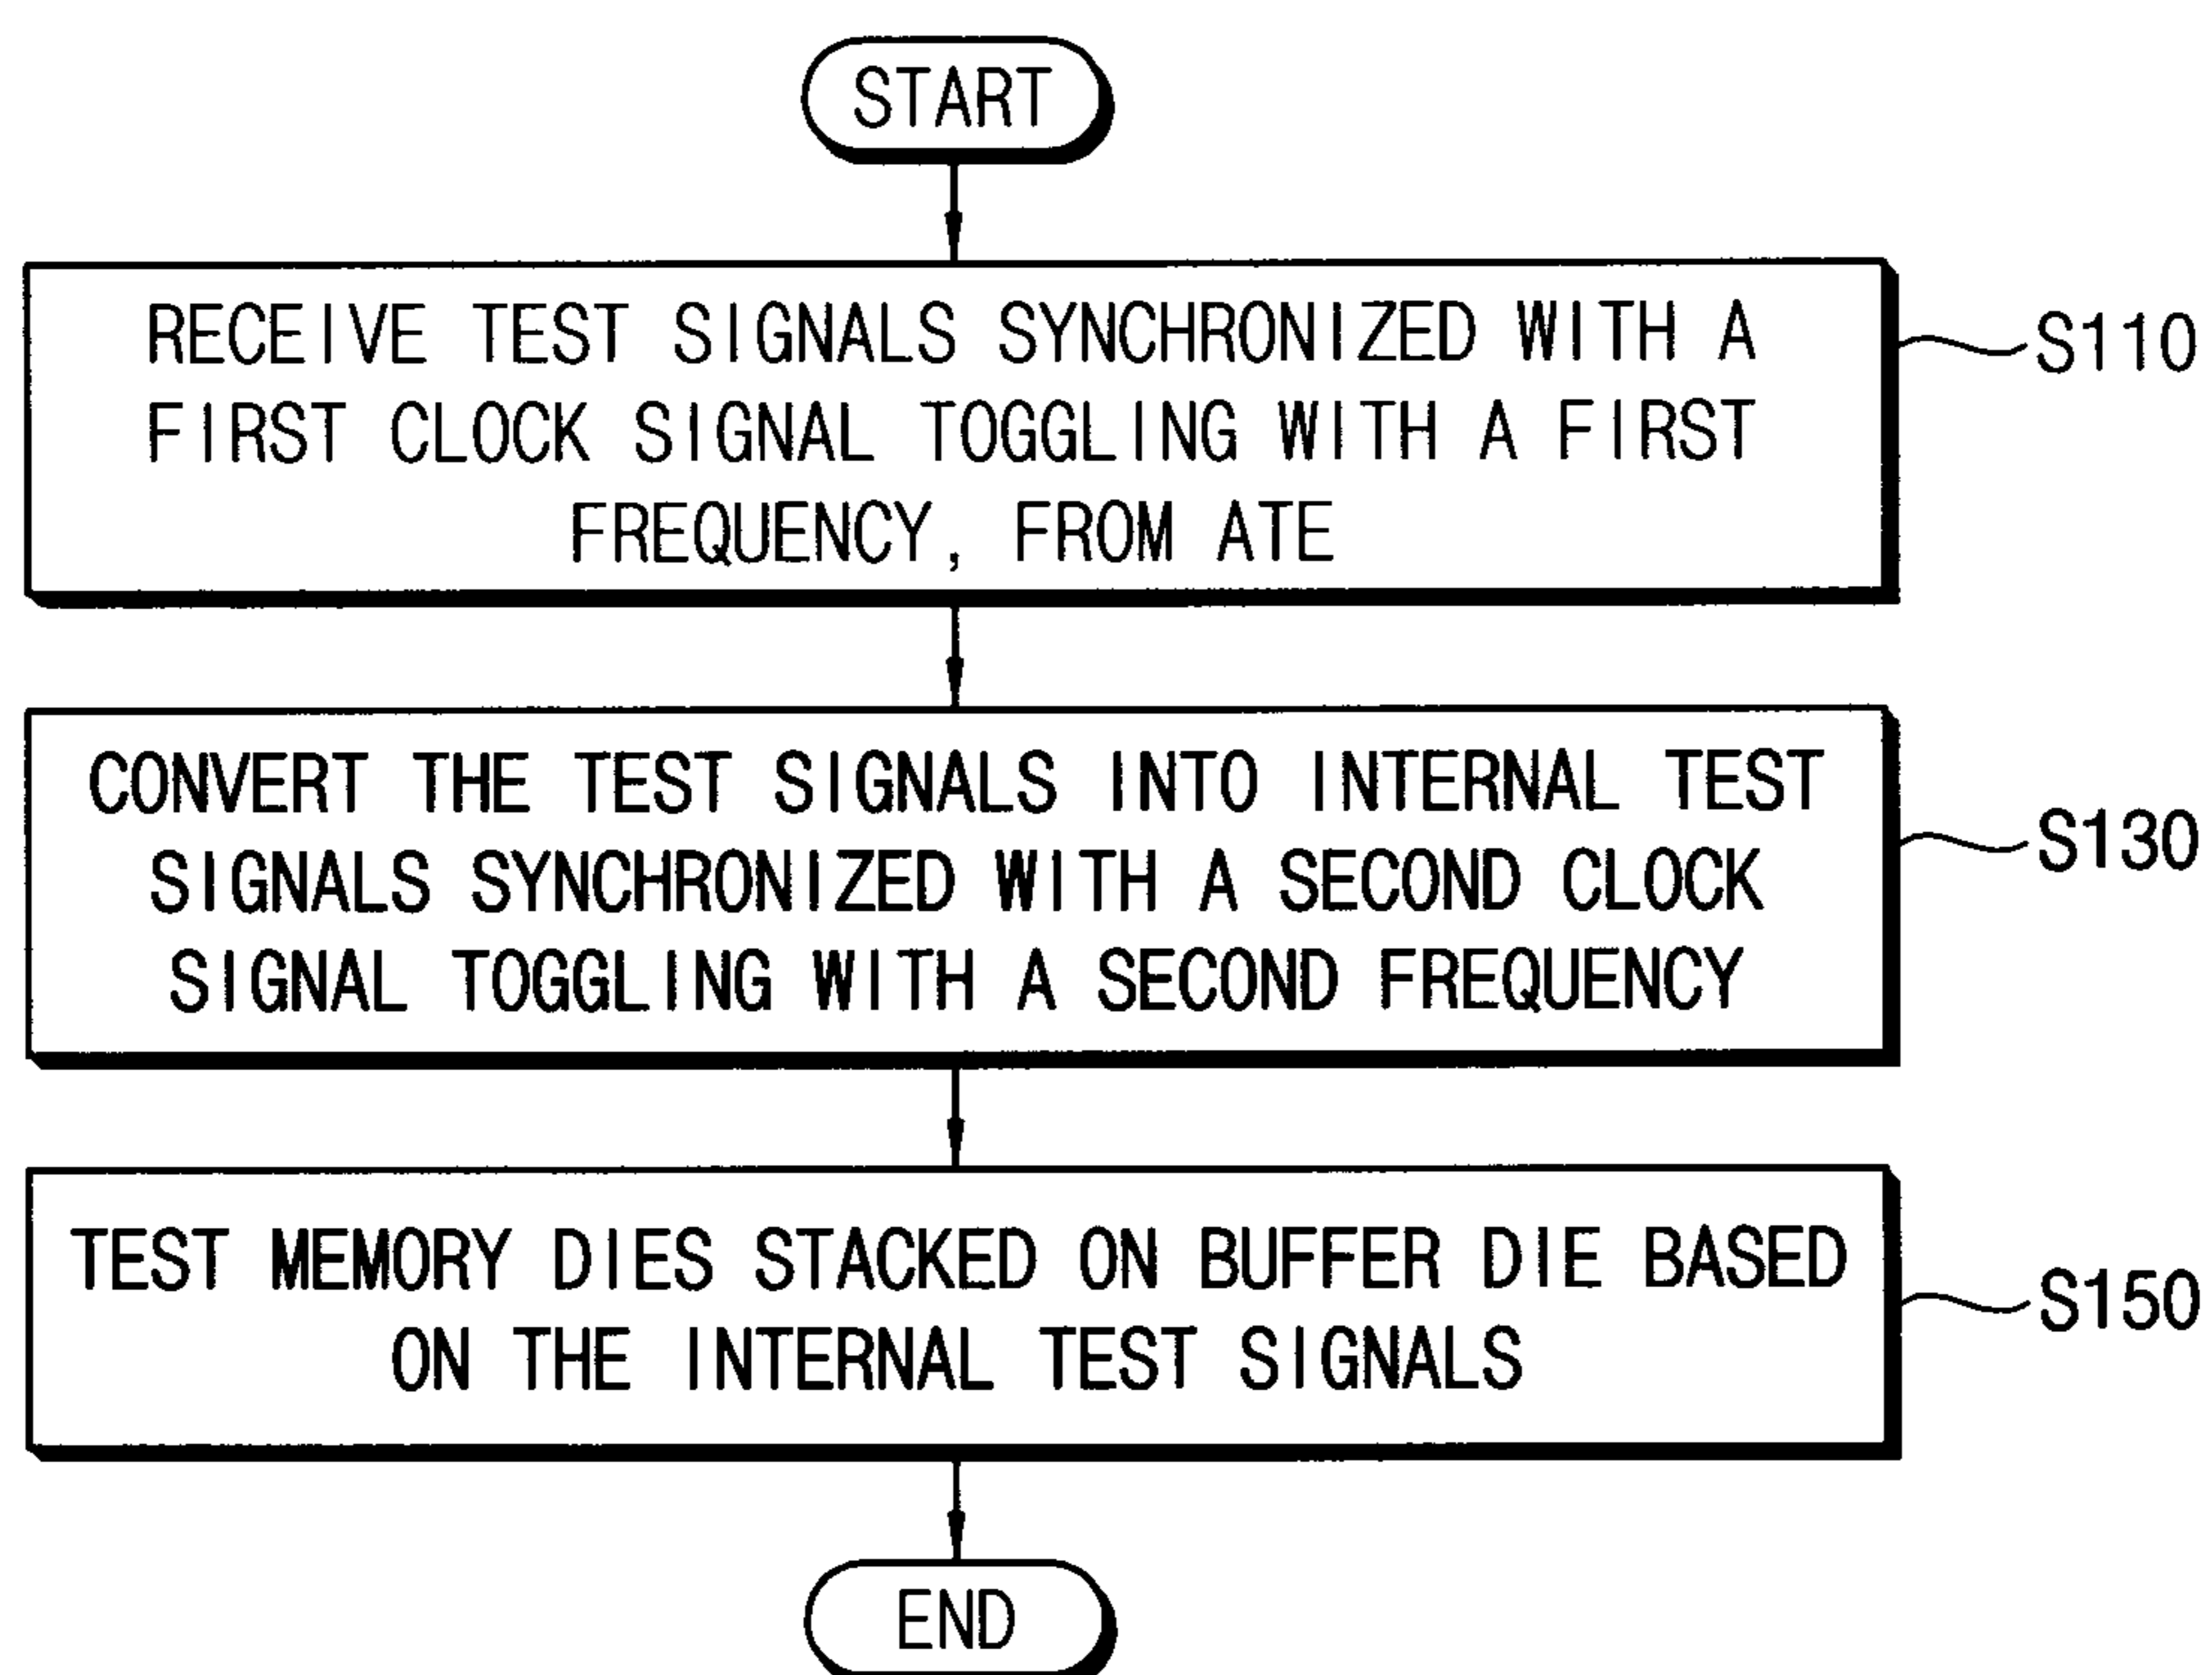 START
RECEIVE TEST SIGNALS SYNCHRONIZED WITH A
FIRST CLOCK SIGNAL TOGGLING WITH A FIRST
FREQUENCY, FROM ATE
S110
CONVERT THE TEST SIGNALS INTO INTERNAL TEST
SIGNALS SYNCHRONIZED WITH A SECOND CLOCK
SIGNAL TOGGLING WITH A SECOND FREQUENCY
S130
TEST MEMORY DIES STACKED ON BUFFER DIE BASED
ON THE INTERNAL TEST SIGNALS
S150
END